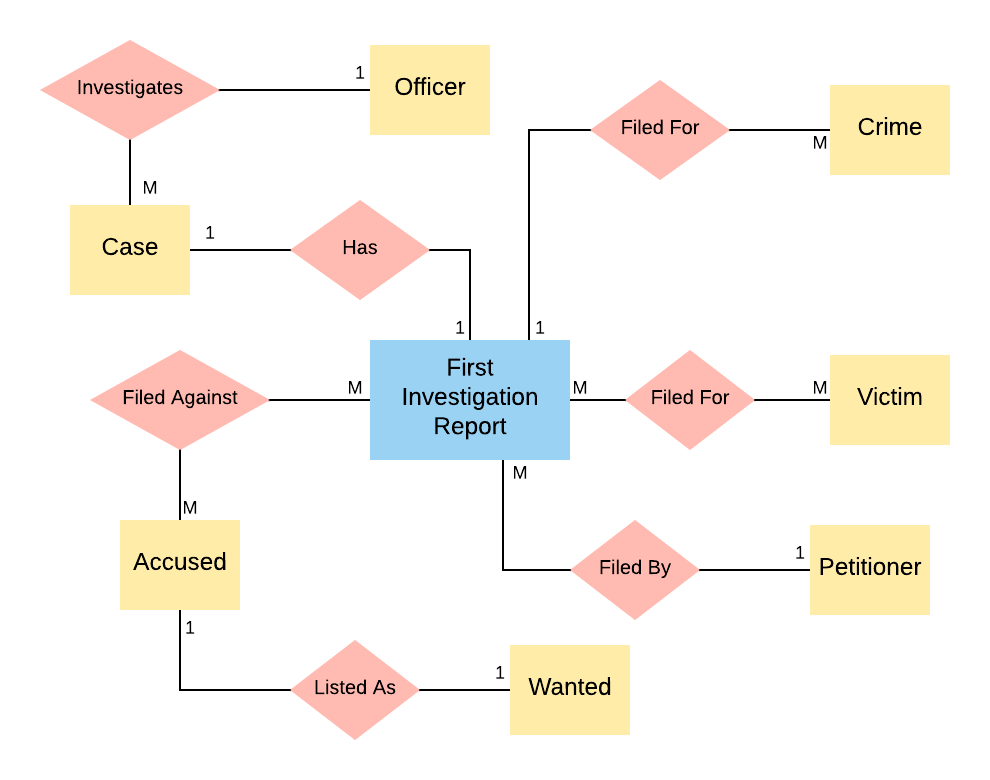 Investigates
1
Officer
Filed For
Crime
M
M
Case
1
Has
1
1
First
Investigation
Report
Filed Against
M
M
Filed For
M
Victim
M
M
Accused
Filed By
1
Petitioner
1
Listed As
1
Wanted